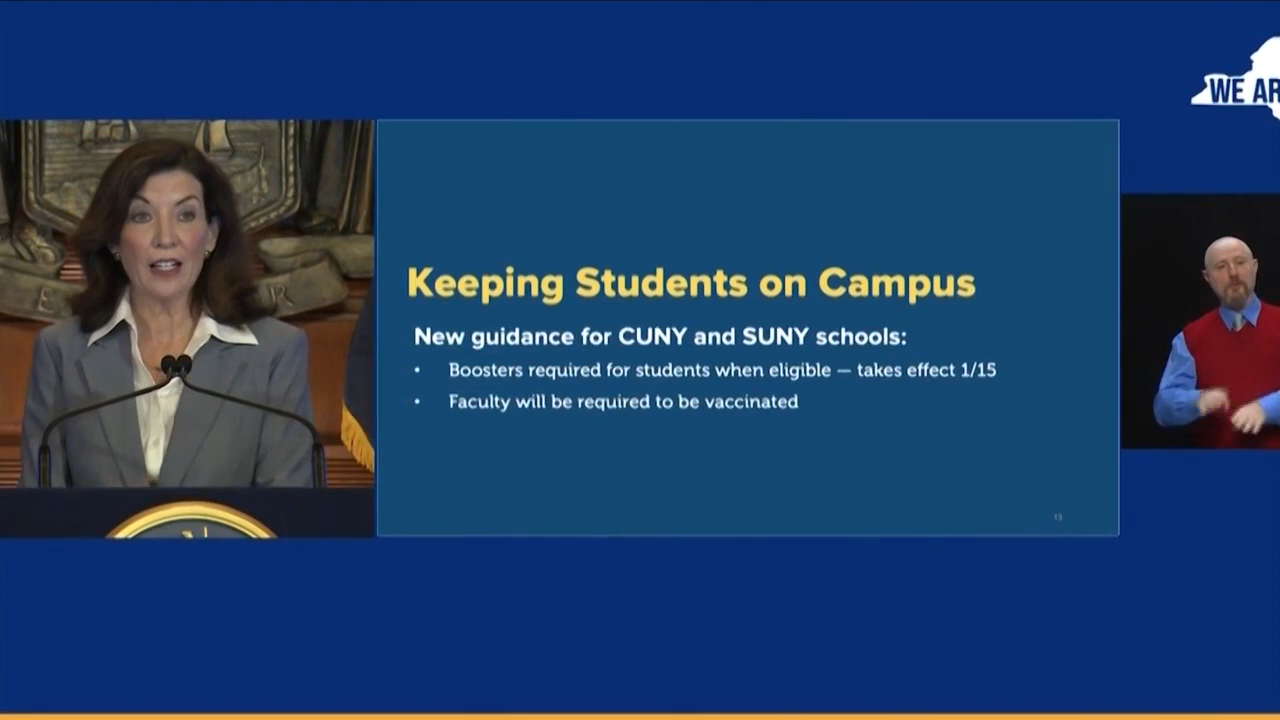 WE AR
Keeping Students on Campus
New guidance for CUNY and SUNY schools:
• Boosters required for students when eligible — takes effect 1/15
• Faculty will be required to be vaccinated
13
E R